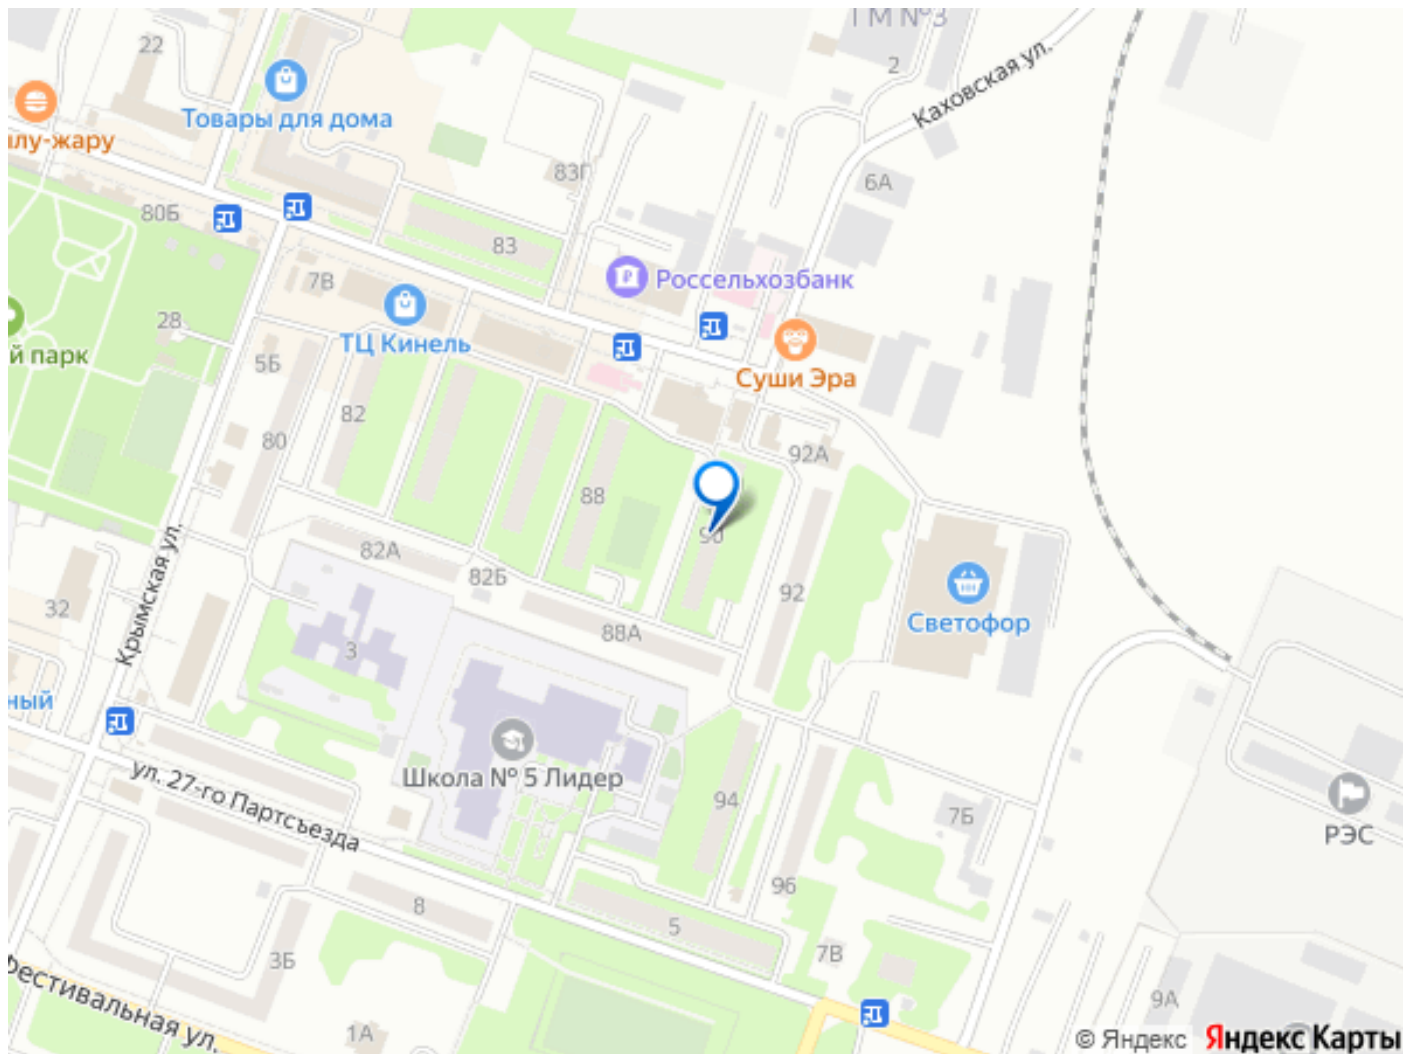 22
ГМ №3
2
Каховская ул.
Товары для дома
83Г
6А
80Б
83
7В
Россельхозбанк
28
ТЦ Кинель
й парк
5Б
Суши Эра
82
80
92А
88
90
82А
82Б
92
Крымская ул.
32
88А
3
Светофор
ный
Школа № 5 Лидер
ул. 27-го Партсъезда
94
7Б
РЭС
96
8
5
3Б
7В
9А
1А
Фестивальная ул.
© Яндекс
Яндекс Карты